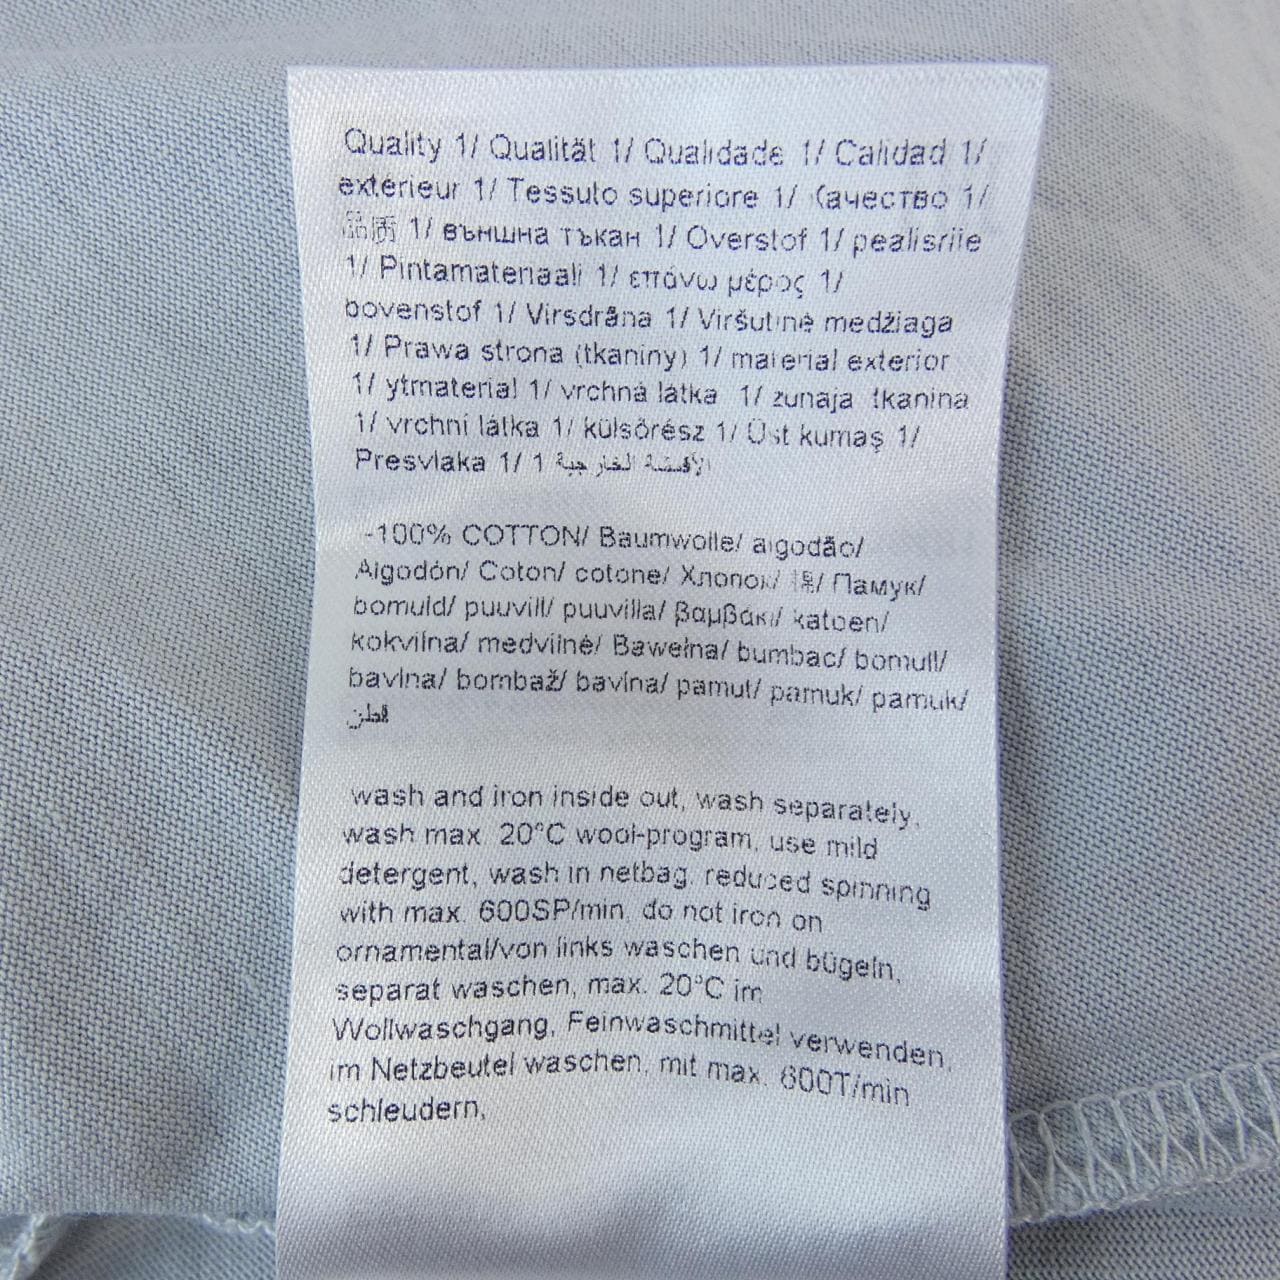 Quality 1/ Qualität 1/ Qualidade 1/ Calidad 1/
extérieur 1/ Tessuto superiore 1/ Качество 1/
品质 1/ външна тъкан 1/ Overstof 1/ pealisriie
1/ Pintamateriaali 1/ επάνω μέρος 1/
bovenstof 1/ Virsdrāna 1/ Viršutinė medžiaga
1/ Prawa strona (tkaniny) 1/ material exterior
1/ ytmaterial 1/ vrchná látka 1/ zunaja tkanina
1/ vrchní látka 1/ külsőrész 1/ Üst kumaş 1/
Presvlaka 1/ 1 الأقمشة الخارجية
-100% COTTON/ Baumwolle/ algodão/
Algodón/ Coton/ cotone/ Хлопок/ 棉/ Памук/
bomuld/ puuvill/ puuvilla/ βαμβάκι/ katoen/
kokvilna/ medvilnė/ Bawełna/ bumbac/ bomull/
bavlna/ bombaž/ bavlna/ pamut/ pamuk/ pamuk/
قطن
wash and iron inside out, wash separately,
wash max. 20°C wool-program, use mild
detergent, wash in netbag, reduced spinning
with max. 600SP/min, do not iron on
ornamental/von links waschen und bügeln,
separat waschen, max. 20°C im
Wollwaschgang, Feinwaschmittel verwenden,
im Netzbeutel waschen, mit max. 600T/min
schleudern,